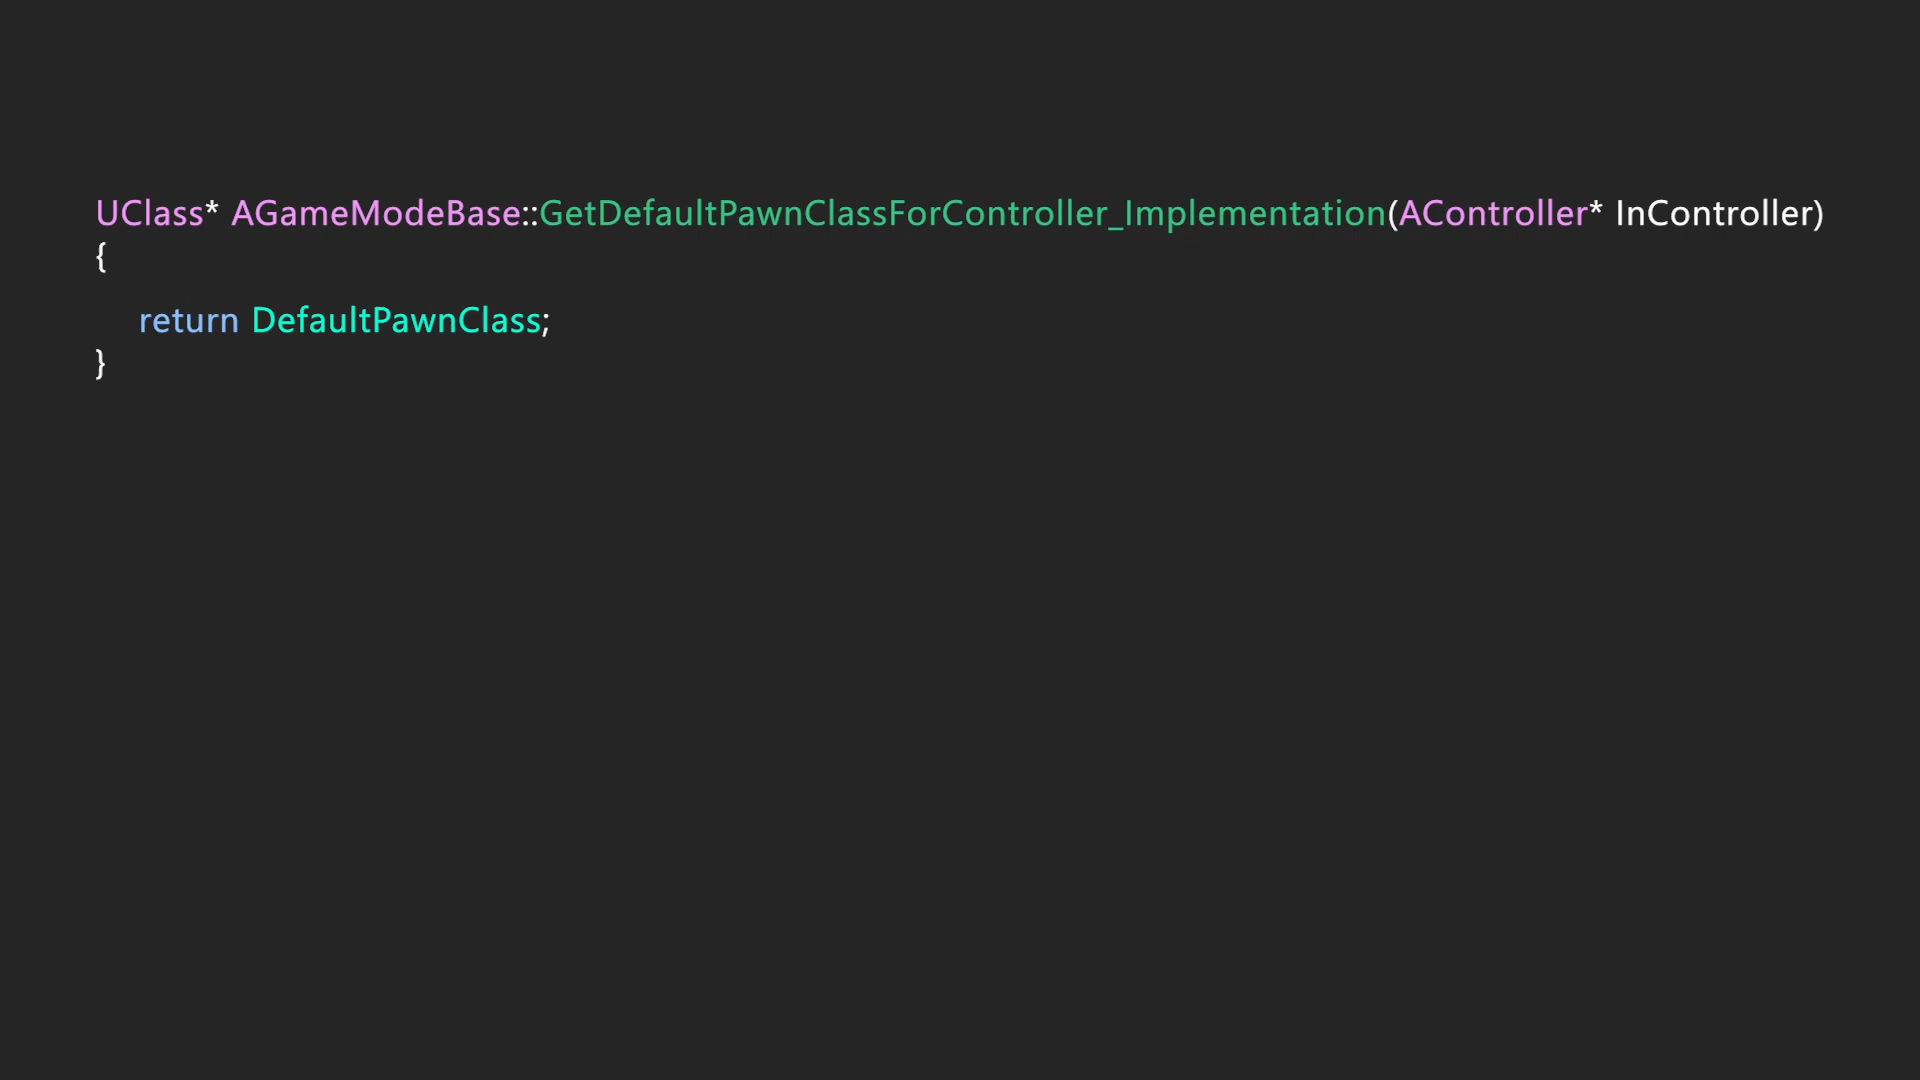 UClass* AGameModeBase::GetDefaultPawnClassForController_Implementation(AController* InController)
{
return DefaultPawnClass;
}